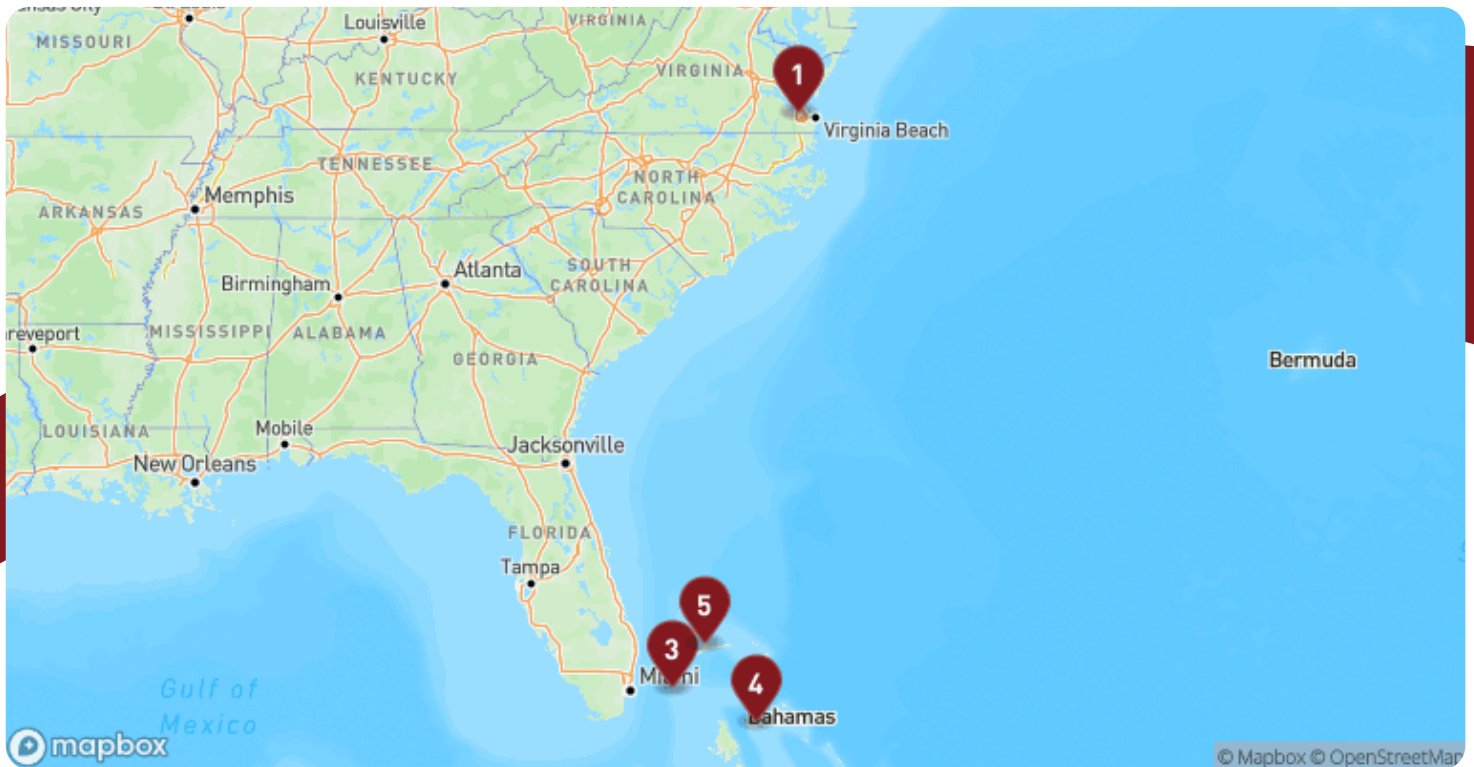 Louisville
VIRGINIA
MISSOURI
1
VIRGINIA
KENTUCKY
Virginia Beach
TENNESSEE
NORTH
CAROLINA
Memphis
ARKANSAS
Atlanta
SOUTH
CAROLINA
Birmingham
reveport
MISSISSIPPI
ALABAMA
GEORGIA
Bermuda
LOUISIANA
Mobile
Jacksonville
New Orleans
FLORIDA
Tampa
5
3
Miami
4
Gulf of
Mexico
Bahamas
mapbox
© Mapbox © OpenStreetMap